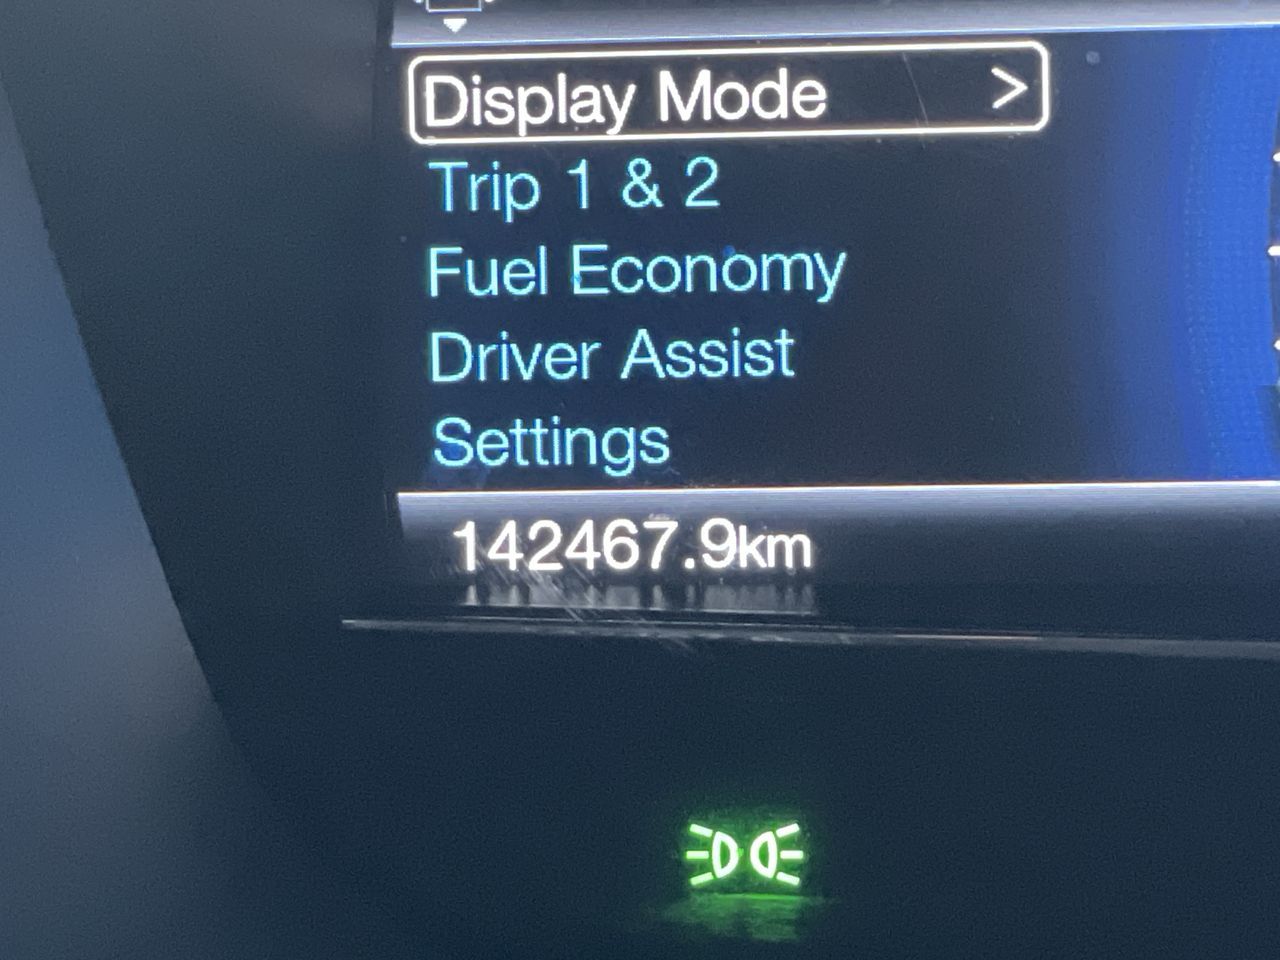 Display Mode >
Trip 1 & 2
Fuel Economy
Driver Assist
Settings
142467.9km